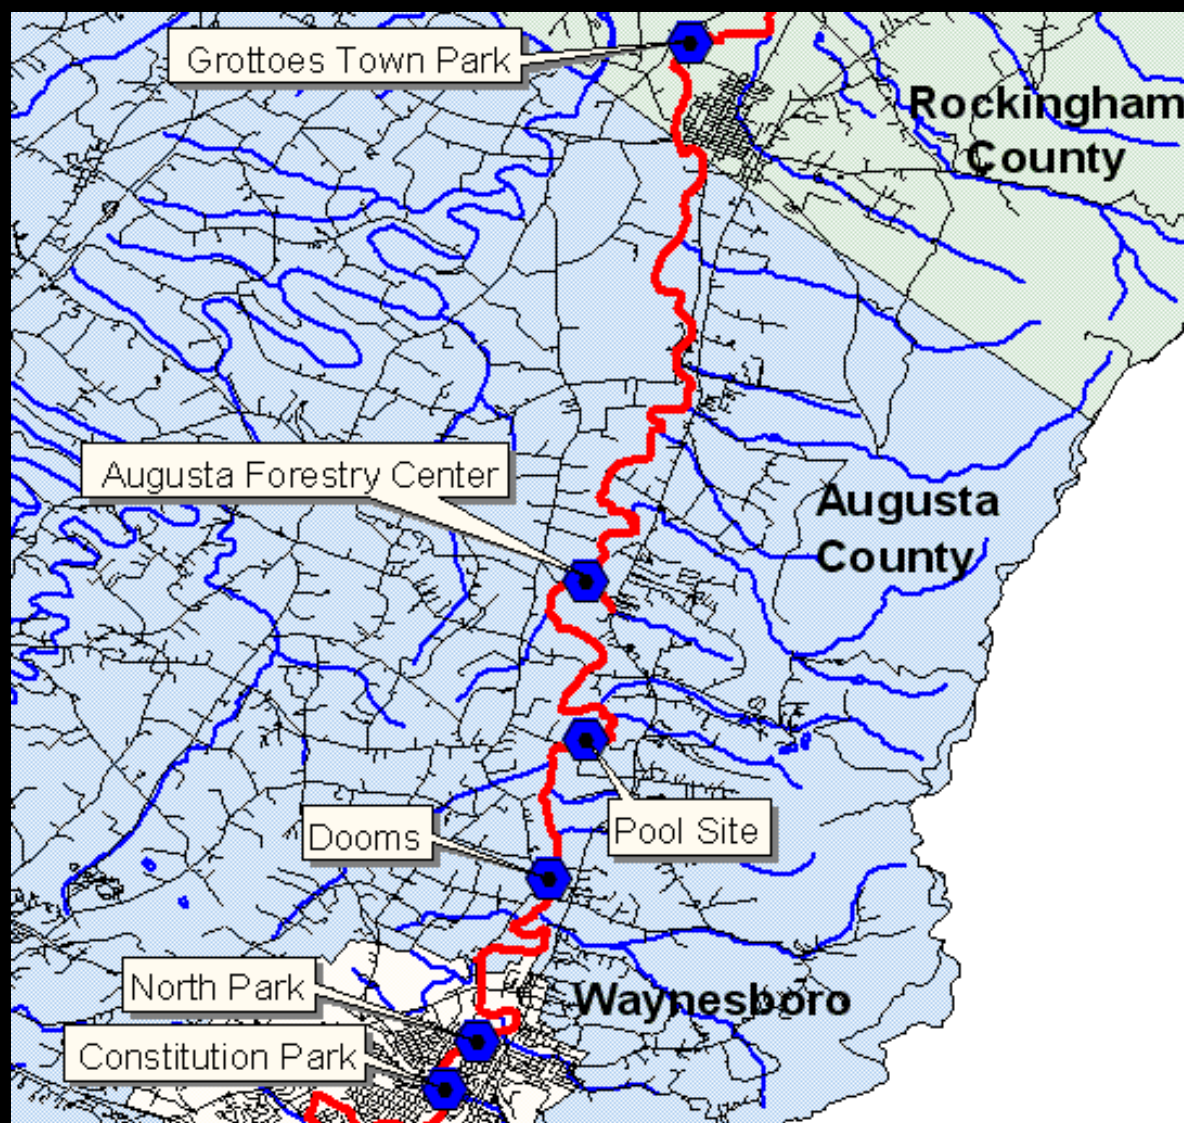 Grottoes Town Park
Rockingham
County
Augusta Forestry Center
Augusta
County
Pool Site
Dooms
North Park
Waynesboro
Constitution Park